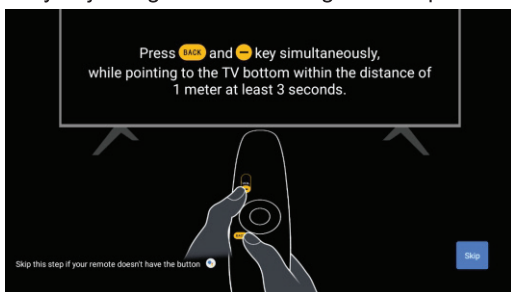 Press BACK and key simultaneously,
while pointing to the TV bottom within the distance of
1 meter at least 3 seconds.
Skip this step if your remote doesn't have the button
Skip